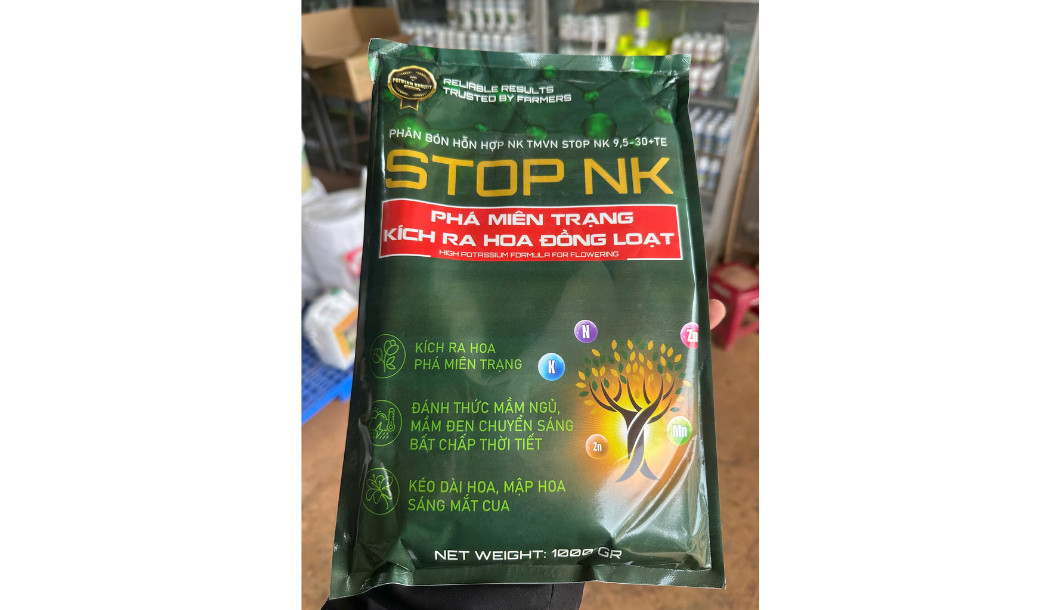 PREMIUM QUALITY
RELIABLE RESULTS
TRUSTED BY FARMERS
PHÂN BÓN HỖN HỢP NK TMVN STOP NK 9,5-30+TE
STOP NK
PHÁ MIÊN TRẠNG
KÍCH RA HOA ĐỒNG LOẠT
HIGH POTASSIUM FORMULA FOR FLOWERING
N
Zn
K
KÍCH RA HOA
PHÁ MIÊN TRẠNG
ĐÁNH THỨC MẦM NGỦ,
MẦM ĐEN CHUYỂN SÁNG
BẤT CHẤP THỜI TIẾT
Mn
Zn
KÉO DÀI HOA, MẬP HOA
SÁNG MẮT CUA
NET WEIGHT: 1000 GR